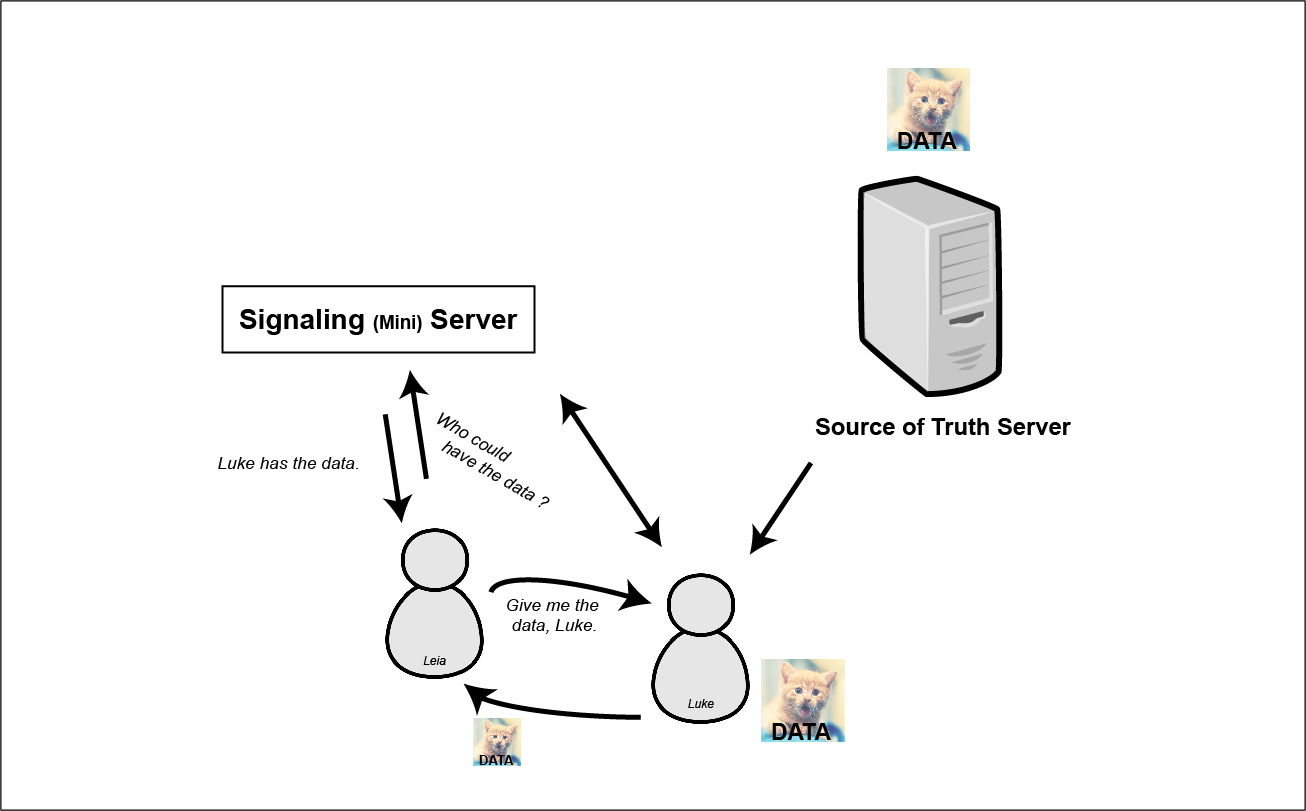 DATA
Signaling (Mini) Server
Source of Truth Server
Who could
have the data ?
Luke has the data.
Give me the
data, Luke.
Leia
Luke
DATA
DATA